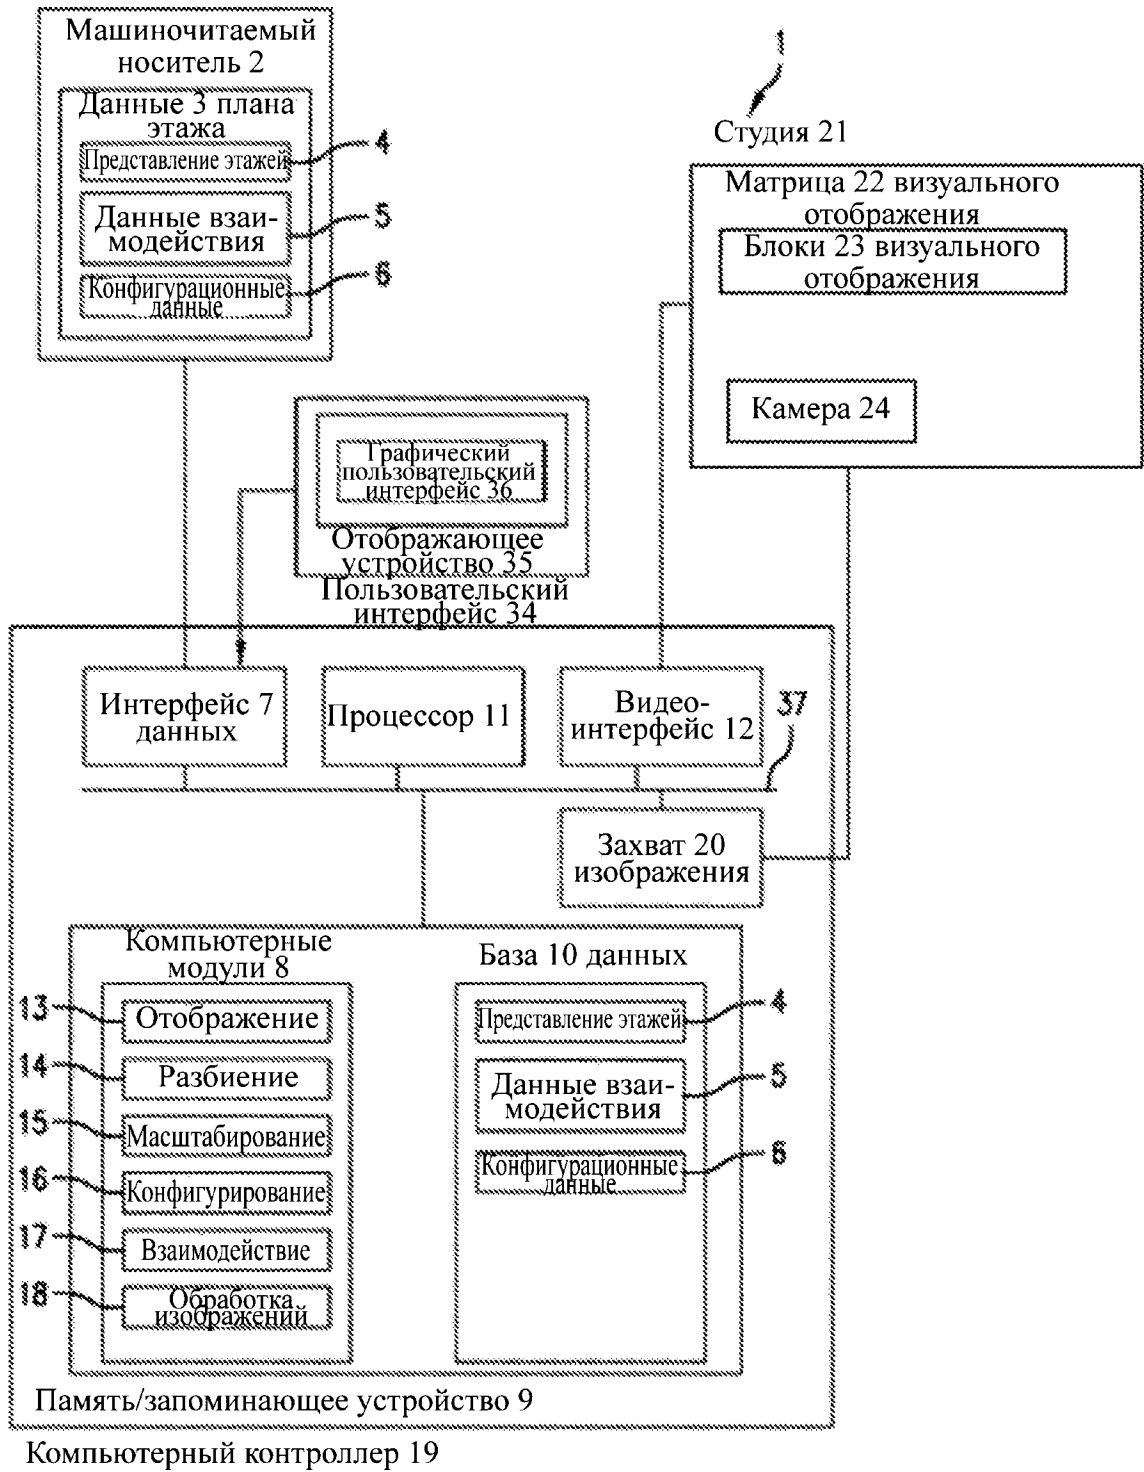 Машиночитаемый
носитель 2
Данные 3 плана
этажа
Представление этажей
4
Данные взаи-
модействия
5
Конфигурационные
данные
6
1
Студия 21
Матрица 22 визуального
отображения
Блоки 23 визуального
отображения
Камера 24
Графический
пользовательский
интерфейс 36
Отображающее
устройство 35
Пользовательский
интерфейс 34
Интерфейс 7
данных
Процессор 11
Видео-
интерфейс 12
37
Захват 20
изображения
Компьютерные
модули 8
13
Отображение
14
Разбиение
15
Масштабирование
16
Конфигурирование
17
Взаимодействие
18
Обработка
изображений
База 10 данных
Представление этажей
4
Данные взаи-
модействия
5
Конфигурационные
данные
6
Память/запоминающее устройство 9
Компьютерный контроллер 19